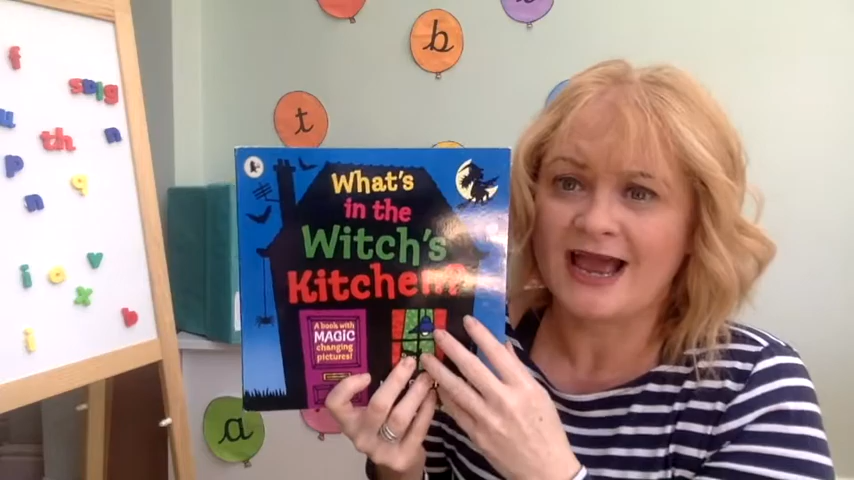 b
t
a
f
s
r
th
n
p
n
q
i
o
v
x
i
b
What's
in the
Witch's
Kitchen?
A book with
MAGIC
changing
pictures!